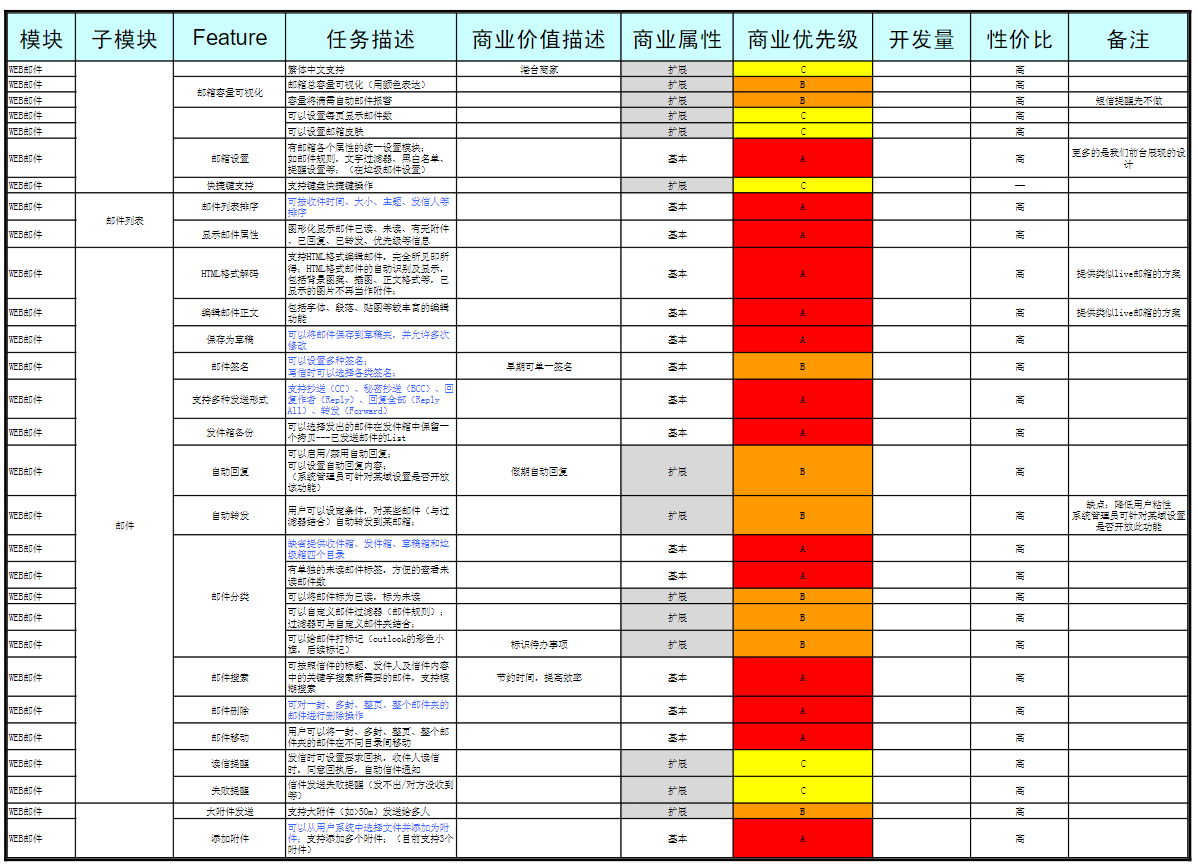 模块 子模块 Feature 任务描述 商业价值描述 商业属性 商业优先级 开发量 性价比 备注
WEB邮件 繁体中文支持 港台商家 扩展 C 高
WEB邮件 邮箱容量可视化 邮箱总容量可视化（用颜色表达） 扩展 B 高
WEB邮件 容量将满需自动邮件报警 扩展 B 高 短信提醒先不做
WEB邮件 可以设置每页显示邮件数 扩展 C 高
WEB邮件 可以设置邮箱皮肤 扩展 C 高
WEB邮件 邮箱设置 有邮箱各个属性的统一设置模块；
如邮件规则，文字过滤器、黑白名单、
提醒设置等；（在垃圾邮件设置） 基本 A 高 更多的是我们前台展现的设
计
WEB邮件 快捷键支持 支持键盘快捷键操作 扩展 C 一
WEB邮件 邮件列表 邮件列表排序 可按收件时间、大小、主题、发信人等
排序 基本 A 高
WEB邮件 显示邮件属性 图形化显示邮件已读、未读、有无附件
、已回复、已转发、优先级等信息 基本 A 高
WEB邮件 邮件 HTML格式解码 支持HTML格式编辑邮件，完全所见即所
得；HTML格式邮件的自动识别及显示，
包括背景图案、插图、正文格式等，已
显示的图片不再当作附件； 基本 A 高 提供类似live邮箱的方案
WEB邮件 编辑邮件正文 包括字体、段落、贴图等较丰富的编辑
功能 基本 A 高 提供类似live邮箱的方案
WEB邮件 保存为草稿 可以将邮件保存到草稿夹，并允许多次
修改 基本 A 高
WEB邮件 邮件签名 可以设置多种签名；
写信时可以选择各类签名； 早期可单一签名 基本 B 高
WEB邮件 支持多种发送形式 支持抄送（CC）、秘密抄送（BCC）、回
复作者（Reply）、回复全部（Reply
All）、转发（Forward） 基本 A 高
WEB邮件 发件箱备份 可以选择发出的邮件在发件箱中保留一
个拷贝---已发送邮件的List 基本 A 高
WEB邮件 自动回复 可以启用/禁用自动回复；
可以设置自动回复内容；
（系统管理员可针对某域设置是否开放
该功能） 假期自动回复 扩展 B 高
WEB邮件 自动转发 用户可以设定条件，对某些邮件（与过
滤器结合）自动转发到某邮箱； 扩展 B 高 缺点：降低用户粘性
系统管理员可针对某域设置
是否开放此功能
WEB邮件 邮件分类 缺省提供收件箱、发件箱、草稿箱和垃
圾箱四个目录 基本 A 高
WEB邮件 有单独的未读邮件标签，方便的查看未
读邮件数 基本 A 高
WEB邮件 可以将邮件标为已读，标为未读 扩展 B 高
WEB邮件 可以自定义邮件过滤器（邮件规则）；
过滤器可与自定义邮件夹结合； 扩展 B 高
WEB邮件 可以给邮件打标记（outlook的彩色小
旗，后续标记） 标识待办事项 扩展 B 高
WEB邮件 邮件搜索 可按照信件的标题、发件人及信件内容
中的关键字搜索所需要的邮件，支持模
糊搜索 节约时间，提高效率 基本 A 高
WEB邮件 邮件删除 可对一封、多封、整页、整个邮件夹的
邮件进行删除操作 基本 A 高
WEB邮件 邮件移动 用户可以将一封、多封、整页、整个邮
件夹的邮件在不同目录间移动 基本 A 高
WEB邮件 读信提醒 发信时可设置要求回执，收件人读信
时，同意回执后，自动信件通知 扩展 C 高
WEB邮件 失败提醒 信件发送失败提醒（发不出/对方没收到
等） 扩展 C 高
WEB邮件 大附件发送 支持大附件（如>50m）发送给多人 扩展 B 高
WEB邮件 添加附件 可以从用户系统中选择文件并添加为附
件，支持添加多个附件；（目前支持3个
附件） 基本 A 高